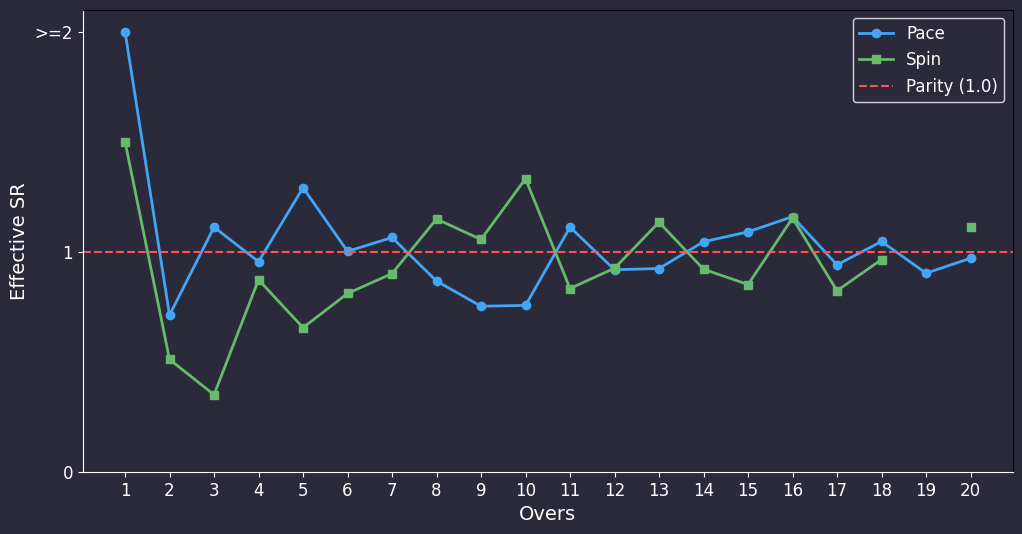 >=2
1
0
Effective SR
Pace
Spin
Parity (1.0)
1 2 3 4 5 6 7 8 9 10 11 12 13 14 15 16 17 18 19 20
Overs